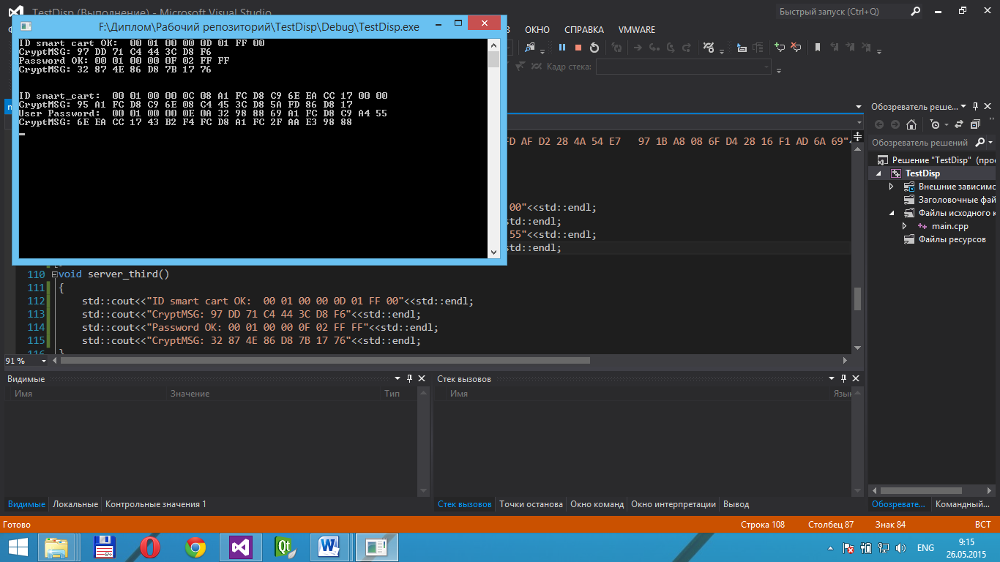 TestDisp (Выполнение) - Microsoft Visual Studio
Быстрый запуск (Ctrl+Q)
F:\Диплом\Рабочий репозиторий\TestDisp\Debug\TestDisp.exe
ОКНО СПРАВКА VMWARE
Кадр стека:
ID smart cart OK:  00 01 00 00 0D 01 FF 00
CryptMSG: 97 DD 71 C4 44 3C D8 F6
Password OK: 00 01 00 00 0F 02 FF FF
CryptMSG: 32 87 4E 86 D8 7B 17 76
ID smart_cart:  00 01 00 00 0C 08 A1 FC D8 C9 6E EA CC 17 00 00
CryptMSG: 95 A1 FC D8 C9 6E 08 C4 45 3C D8 5A FD 86 D8 17
User Password:  00 01 00 00 0E 0A 32 98 88 69 A1 FC D8 C9 A4 55
CryptMSG: 6E EA CC 17 43 B2 F4 FC D8 A1 FC 2F AA E3 98 88
AF D2 28 4A 54 E7   97 1B A8 08 6F D4 28 16 F1 AD 6A 69"
00"<<std::endl;
std::endl;
55"<<std::endl;
std::endl;
110 void server_third()
111 {
112 std::cout<<"ID smart cart OK:  00 01 00 00 0D 01 FF 00"<<std::endl;
113 std::cout<<"CryptMSG: 97 DD 71 C4 44 3C D8 F6"<<std::endl;
114 std::cout<<"Password OK: 00 01 00 00 0F 02 FF FF"<<std::endl;
115 std::cout<<"CryptMSG: 32 87 4E 86 D8 7B 17 76"<<std::endl;
116 }
91 %
Обозреватель реше...
Обозреватель решений
Решение "TestDisp" (прое
TestDisp
Внешние зависимо
Заголовочные фай
Файлы исходного к
main.cpp
Файлы ресурсов
Видимые
Имя Значение Тип
Стек вызовов
Имя Язык
Видимые Локальные Контрольные значения 1
Стек вызовов Точки останова Окно команд Окно интерпретации Вывод
Обозревате... Командный...
Готово Строка 108 Столбец 87 Знак 84 ВСТ
64
Qt
W
ENG
9:15
26.05.2015